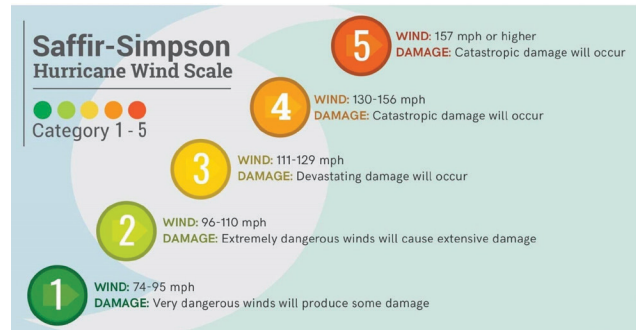 Saffir-Simpson
Hurricane Wind Scale
Category 1 - 5
5
WIND: 157 mph or higher
DAMAGE: Catastropic damage will occur
4
WIND: 130-156 mph
DAMAGE: Catastropic damage will occur
3
WIND: 111-129 mph
DAMAGE: Devastating damage will occur
2
WIND: 96-110 mph
DAMAGE: Extremely dangerous winds will cause extensive damage
1
WIND: 74-95 mph
DAMAGE: Very dangerous winds will produce some damage